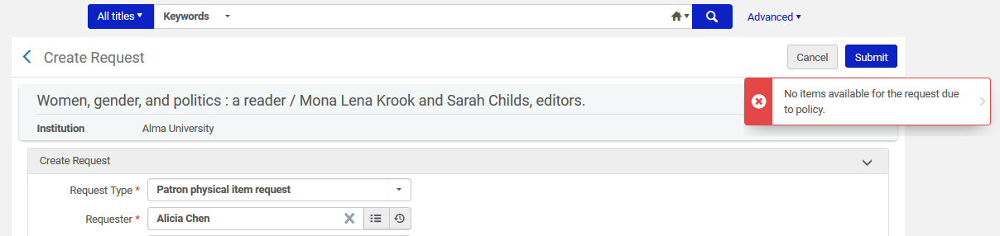 All titles Keywords Advanced
Create Request Cancel Submit
Women, gender, and politics : a reader / Mona Lena Krook and Sarah Childs, editors.
No items available for the request due
to policy.
Institution Alma University
Create Request
Request Type * Patron physical item request
Requester * Alicia Chen